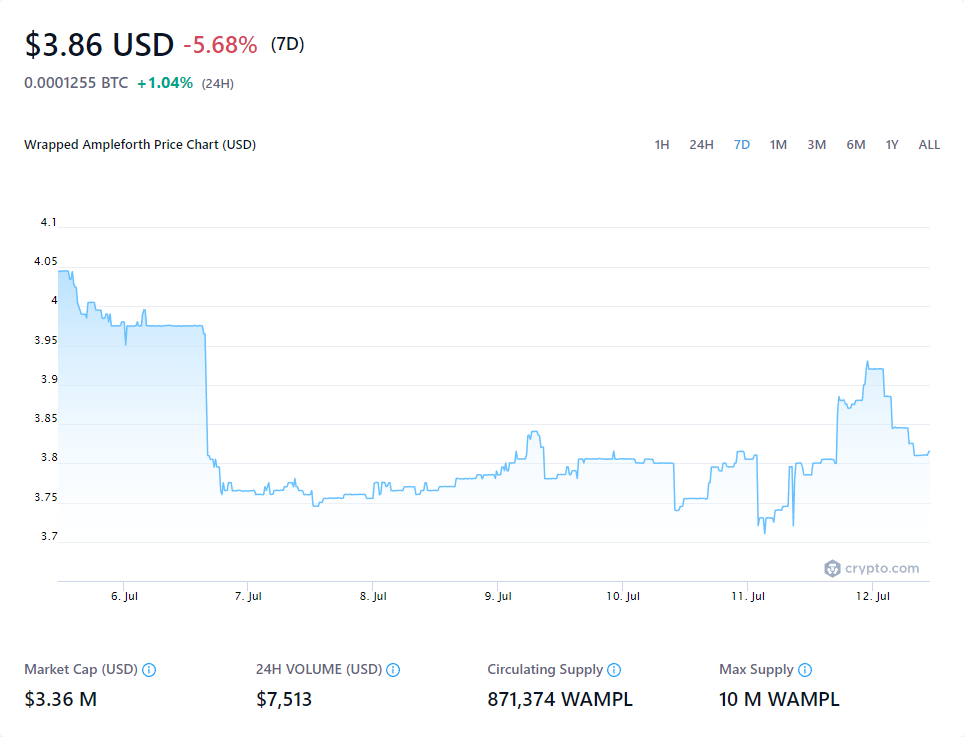 $3.86 USD -5.68% (7D)
0.0001255 BTC +1.04% (24H)
Wrapped Ampleforth Price Chart (USD) 1H 24H 7D 1M 3M 6M 1Y ALL
4.1
4.05
4
3.95
3.9
3.85
3.8
3.75
3.7
crypto.com
6. Jul 7. Jul 8. Jul 9. Jul 10. Jul 11. Jul 12. Jul
Market Cap (USD) 24H VOLUME (USD) Circulating Supply Max Supply
$3.36 M $7,513 871,374 WAMPL 10 M WAMPL